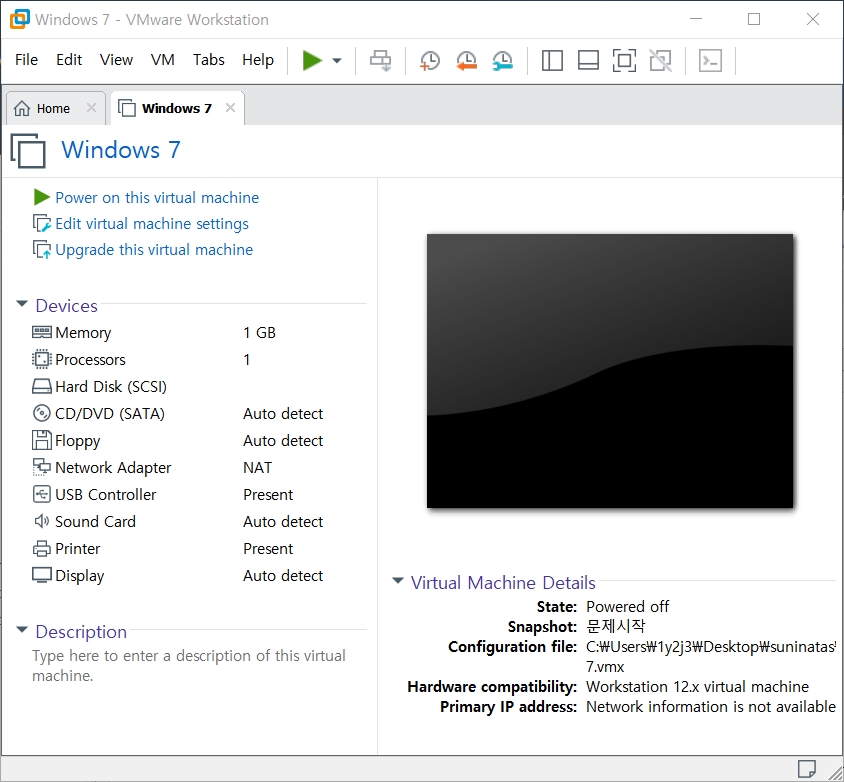 Windows 7 - VMware Workstation
File Edit View VM Tabs Help
Home Windows 7
Windows 7
Power on this virtual machine
Edit virtual machine settings
Upgrade this virtual machine
Devices
Memory 1 GB
Processors 1
Hard Disk (SCSI)
CD/DVD (SATA) Auto detect
Floppy Auto detect
Network Adapter NAT
USB Controller Present
Sound Card Auto detect
Printer Present
Display Auto detect
Description
Type here to enter a description of this virtual
machine.
Virtual Machine Details
State: Powered off
Snapshot: 문제시작
Configuration file: C:₩Users₩1y2j3₩Desktop₩suninatas
7.vmx
Hardware compatibility: Workstation 12.x virtual machine
Primary IP address: Network information is not available